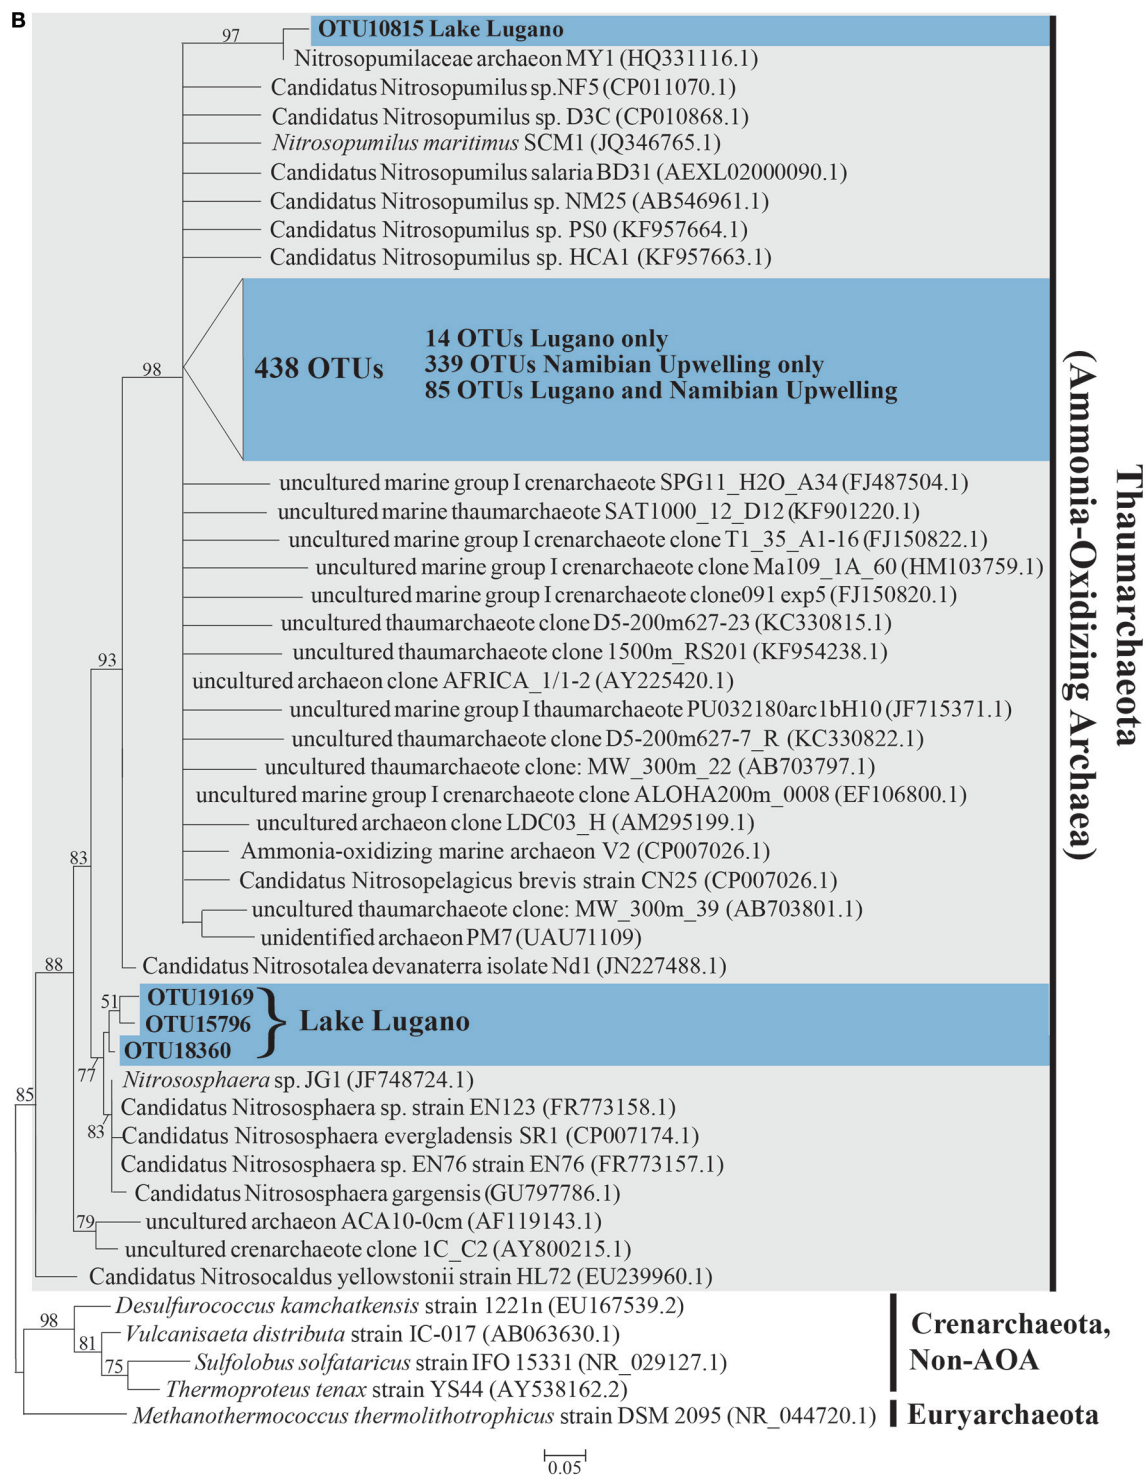 B
97
OTU10815 Lake Lugano
Nitrosopumilaceae archaeon MY1 (HQ331116.1)
Candidatus Nitrosopumilus sp.NF5 (CP011070.1)
Candidatus Nitrosopumilus sp. D3C (CP010868.1)
Nitrosopumilus maritimus SCM1 (JQ346765.1)
Candidatus Nitrosopumilus salaria BD31 (AEXL02000090.1)
Candidatus Nitrosopumilus sp. NM25 (AB546961.1)
Candidatus Nitrosopumilus sp. PS0 (KF957664.1)
Candidatus Nitrosopumilus sp. HCA1 (KF957663.1)
98
438 OTUs
14 OTUs Lugano only
339 OTUs Namibian Upwelling only
85 OTUs Lugano and Namibian Upwelling
uncultured marine group I crenarchaeote SPG11_H2O_A34 (FJ487504.1)
uncultured marine thaumarchaeote SAT1000_12_D12 (KF901220.1)
uncultured marine group I crenarchaeote clone T1_35_A1-16 (FJ150822.1)
uncultured marine group I crenarchaeote clone Ma109_1A_60 (HM103759.1)
uncultured marine group I crenarchaeote clone091 exp5 (FJ150820.1)
uncultured thaumarchaeote clone D5-200m627-23 (KC330815.1)
uncultured thaumarchaeote clone 1500m_RS201 (KF954238.1)
93
uncultured archaeon clone AFRICA_1/1-2 (AY225420.1)
uncultured marine group I thaumarchaeote PU032180arc1bH10 (JF715371.1)
uncultured thaumarchaeote clone D5-200m627-7_R (KC330822.1)
uncultured thaumarchaeote clone: MW_300m_22 (AB703797.1)
uncultured marine group I crenarchaeote clone ALOHA200m_0008 (EF106800.1)
uncultured archaeon clone LDC03_H (AM295199.1)
Ammonia-oxidizing marine archaeon V2 (CP007026.1)
83
Candidatus Nitrosopelagicus brevis strain CN25 (CP007026.1)
uncultured thaumarchaeote clone: MW_300m_39 (AB703801.1)
unidentified archaeon PM7 (UAU71109)
88
Candidatus Nitrosotalea devanaterra isolate Nd1 (JN227488.1)
51
OTU19169
OTU15796
OTU18360
Lake Lugano
77
Nitrososphaera sp. JG1 (JF748724.1)
85
Candidatus Nitrososphaera sp. strain EN123 (FR773158.1)
83
Candidatus Nitrososphaera evergladensis SR1 (CP007174.1)
Candidatus Nitrososphaera sp. EN76 strain EN76 (FR773157.1)
Candidatus Nitrososphaera gargensis (GU797786.1)
79
uncultured archaeon ACA10-0cm (AF119143.1)
uncultured crenarchaeote clone 1C_C2 (AY800215.1)
Candidatus Nitrosocaldus yellowstonii strain HL72 (EU239960.1)
Thaumarchaeota
(Ammonia-Oxidizing Archaea)
98
Desulfurococcus kamchatkensis strain 1221n (EU167539.2)
81
Vulcanisaeta distributa strain IC-017 (AB063630.1)
75
Sulfolobus solfataricus strain IFO 15331 (NR_029127.1)
Thermoproteus tenax strain YS44 (AY538162.2)
Crenarchaeota,
Non-AOA
Methanothermococcus thermolithotrophicus strain DSM 2095 (NR_044720.1)
Euryarchaeota
0.05